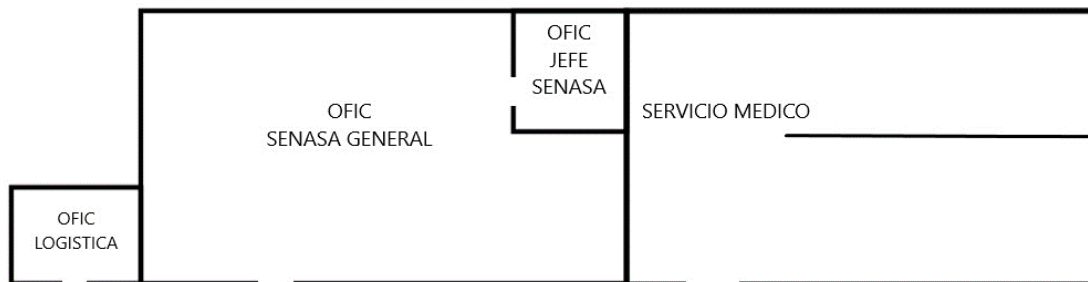 OFIC
JEFE
SENASA
OFIC
SENASA GENERAL
SERVICIO MEDICO
OFIC
LOGISTICA